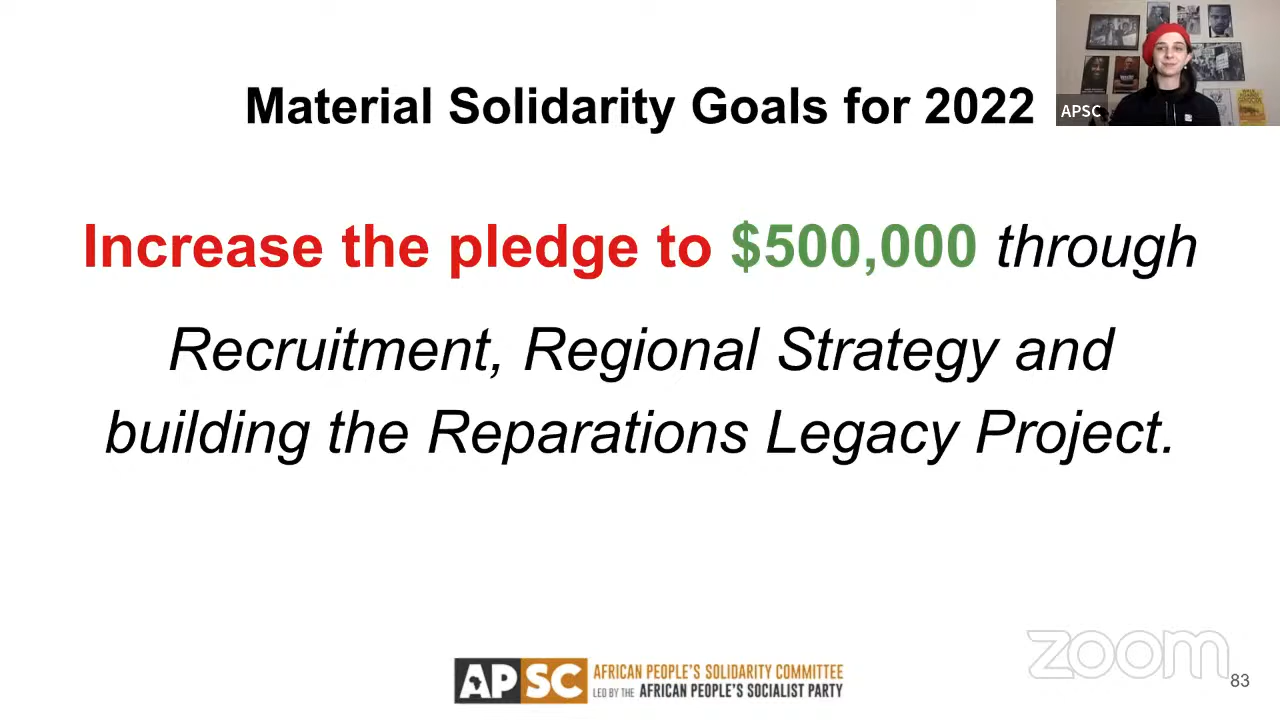 Material Solidarity Goals for 2022
APSC
Increase the pledge to $500,000 through
Recruitment, Regional Strategy and
building the Reparations Legacy Project.
zoom
APSC
AFRICAN PEOPLE'S SOLIDARITY COMMITTEE
LED BY THE AFRICAN PEOPLE'S SOCIALIST PARTY
83